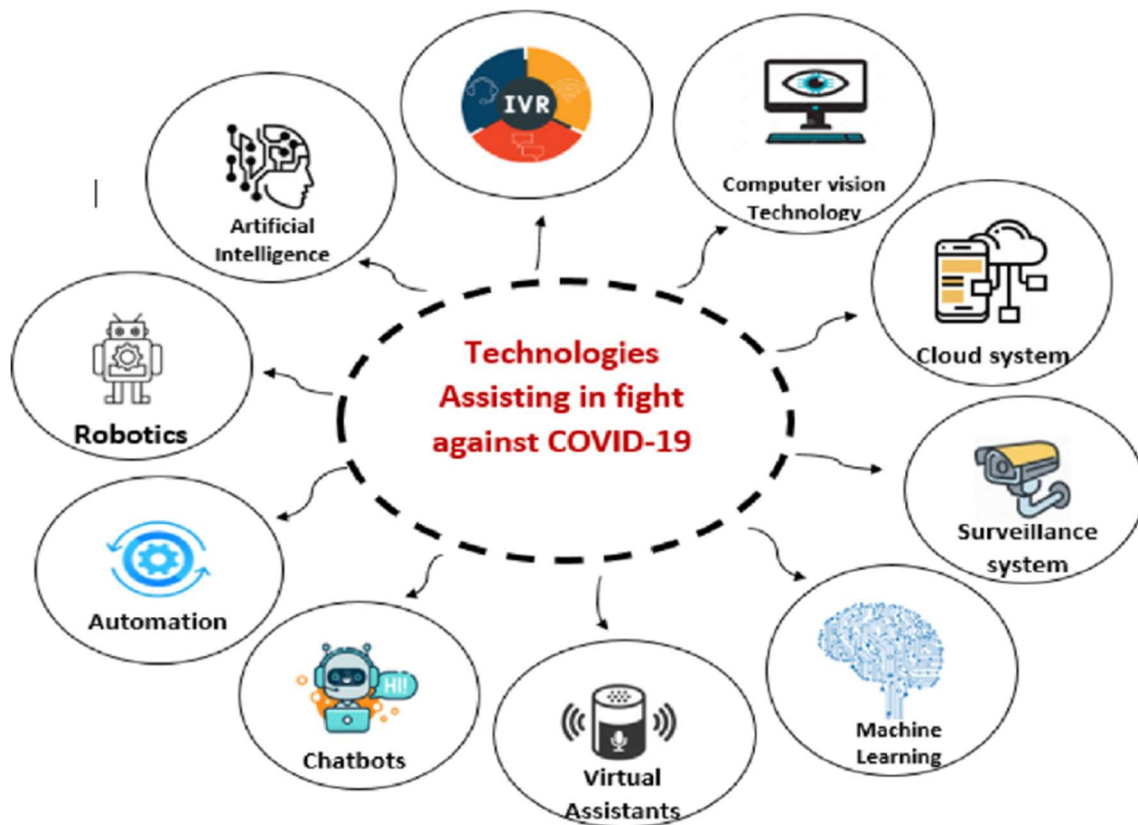 Technologies
Assisting in fight
against COVID-19
IVR
Computer vision
Technology
Cloud system
Surveillance
system
Machine
Learning
Virtual
Assistants
HI!
Chatbots
Automation
Robotics
Artificial
Intelligence